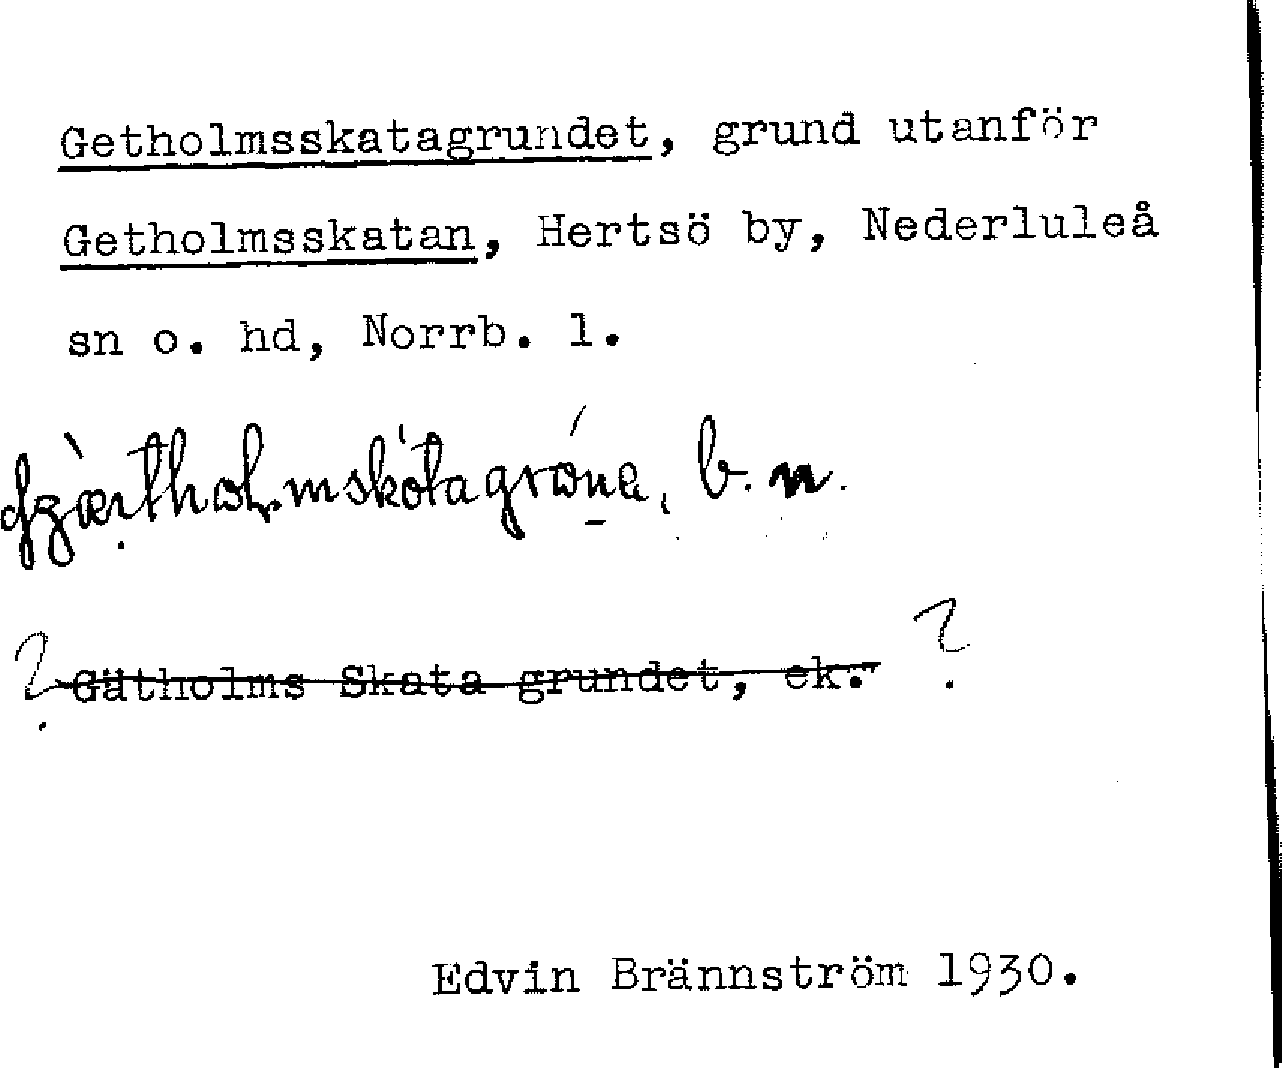 Getholmsskatagrundet, grund utanför
Getholmsskatan, Hertsö by, Nederluleå
sn o. hd, Norrb. l.
b. n.
? Gätholms Skata grundet, ek. ?
Edvin Brännström 1930.